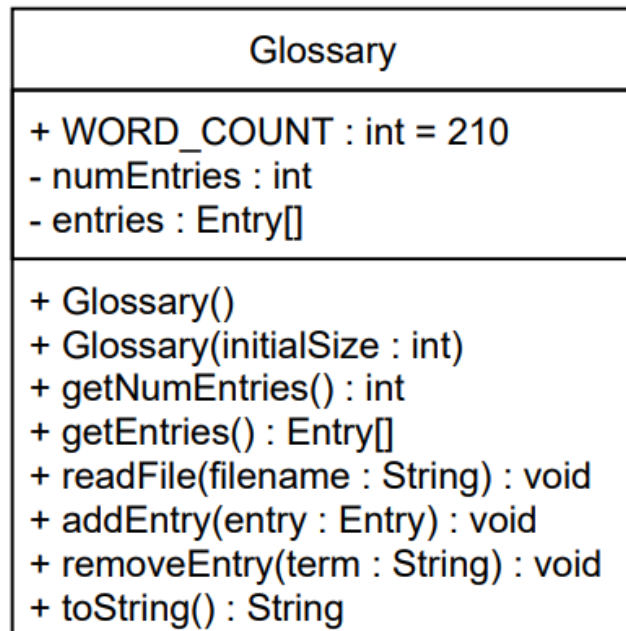 Glossary
+ WORD_COUNT : int = 210
- numEntries : int
- entries : Entry[]
+ Glossary()
+ Glossary(initialSize : int)
+ getNumEntries() : int
+ getEntries() : Entry[]
+ readFile(filename : String) : void
+ addEntry(entry : Entry) : void
+ removeEntry(term : String) : void
+ toString() : String